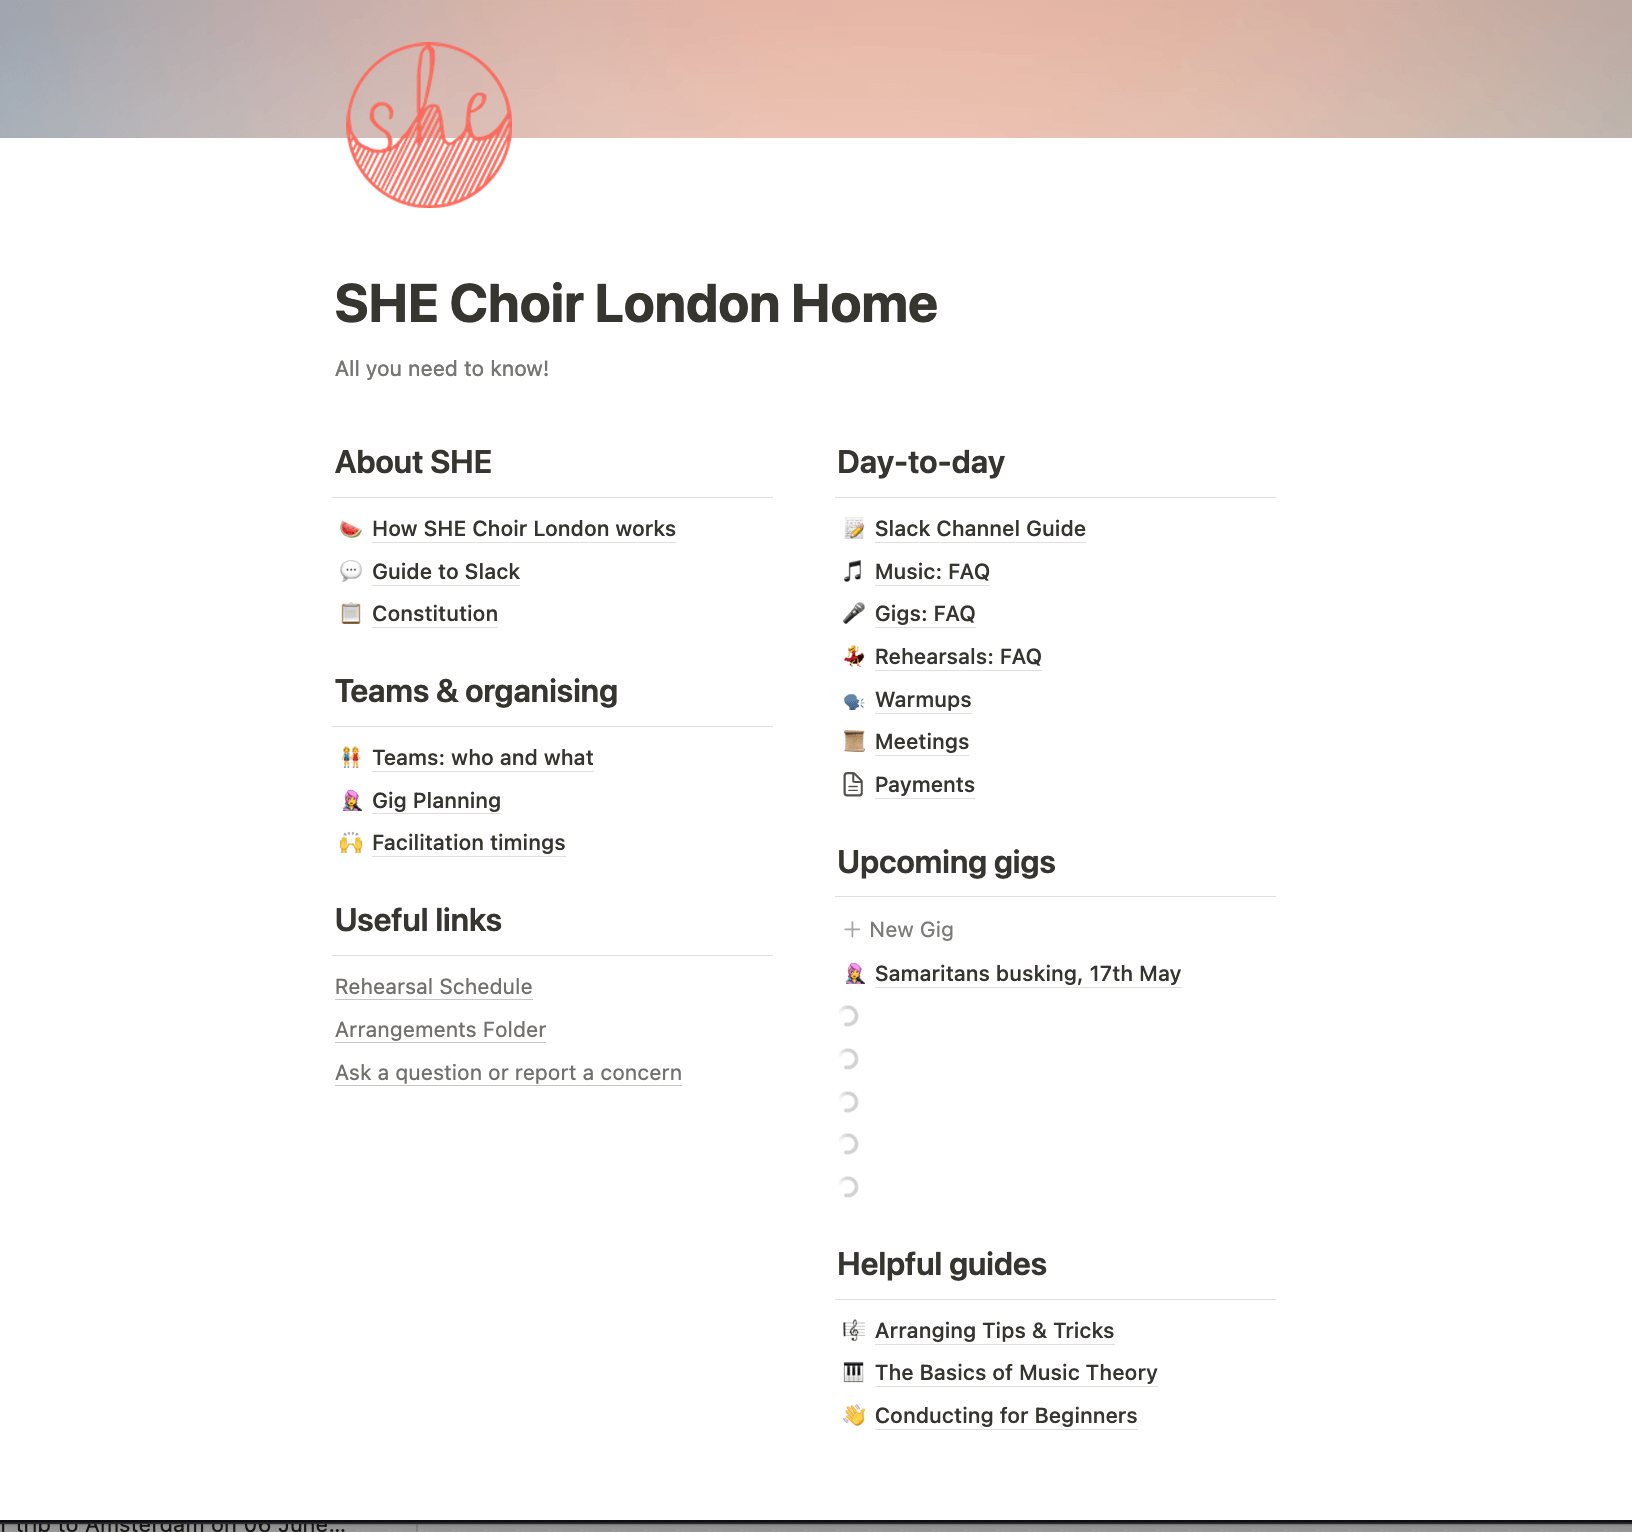 she
SHE Choir London Home
All you need to know!
About SHE
How SHE Choir London works
Guide to Slack
Constitution
Teams & organising
Teams: who and what
Gig Planning
Facilitation timings
Useful links
Rehearsal Schedule
Arrangements Folder
Ask a question or report a concern
Day-to-day
Slack Channel Guide
Music: FAQ
Gigs: FAQ
Rehearsals: FAQ
Warmups
Meetings
Payments
Upcoming gigs
+ New Gig
Samaritans busking, 17th May
Helpful guides
Arranging Tips & Tricks
The Basics of Music Theory
Conducting for Beginners
trip to Amsterdam on 06 June...